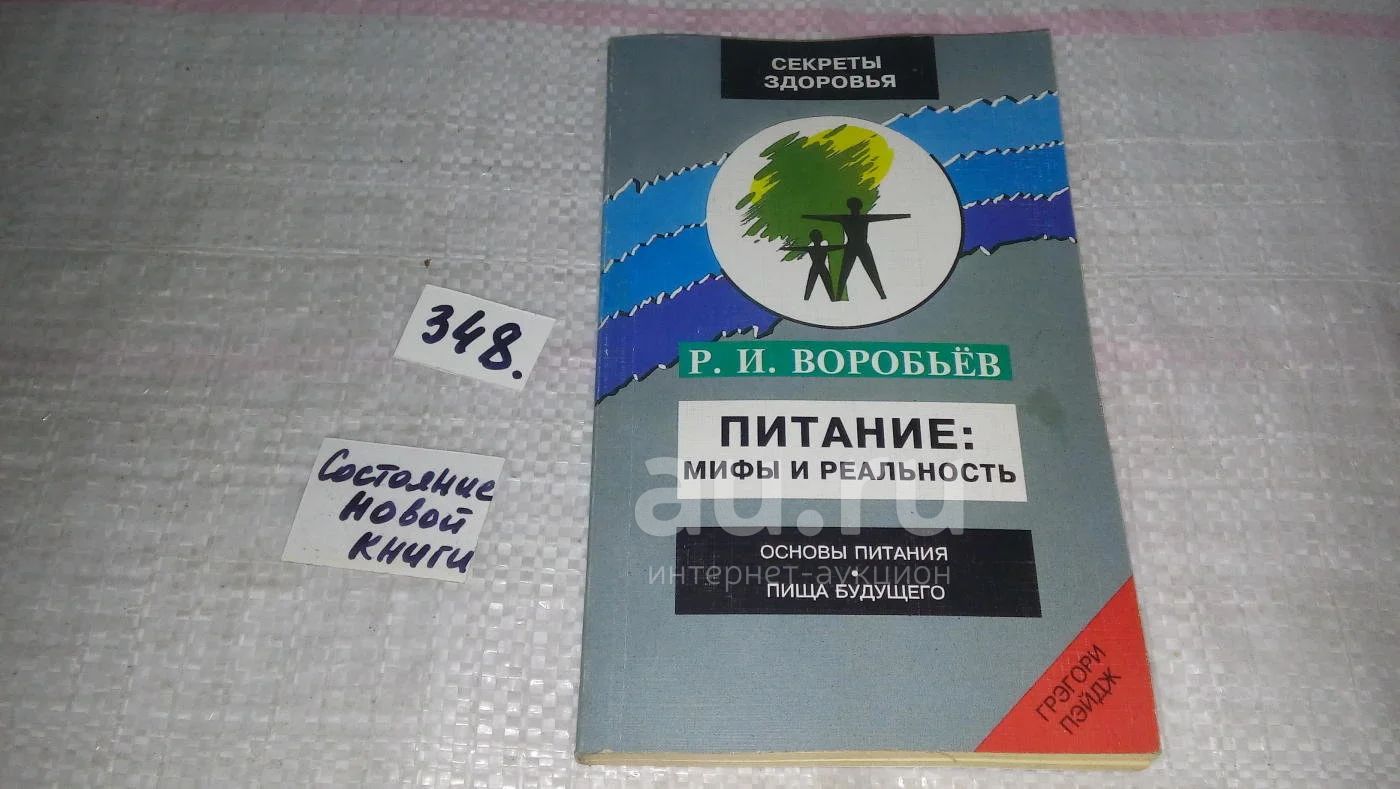 СЕКРЕТЫ
ЗДОРОВЬЯ
348.
Р. И. ВОРОБЬЁВ
ПИТАНИЕ:
МИФЫ И РЕАЛЬНОСТЬ
au.ru
Состояние
новой
книги
ОСНОВЫ ПИТАНИЯ
интернет-аукцион
ПИЩА БУДУЩЕГО
ГРЭГОРИ
ПЭЙДЖ